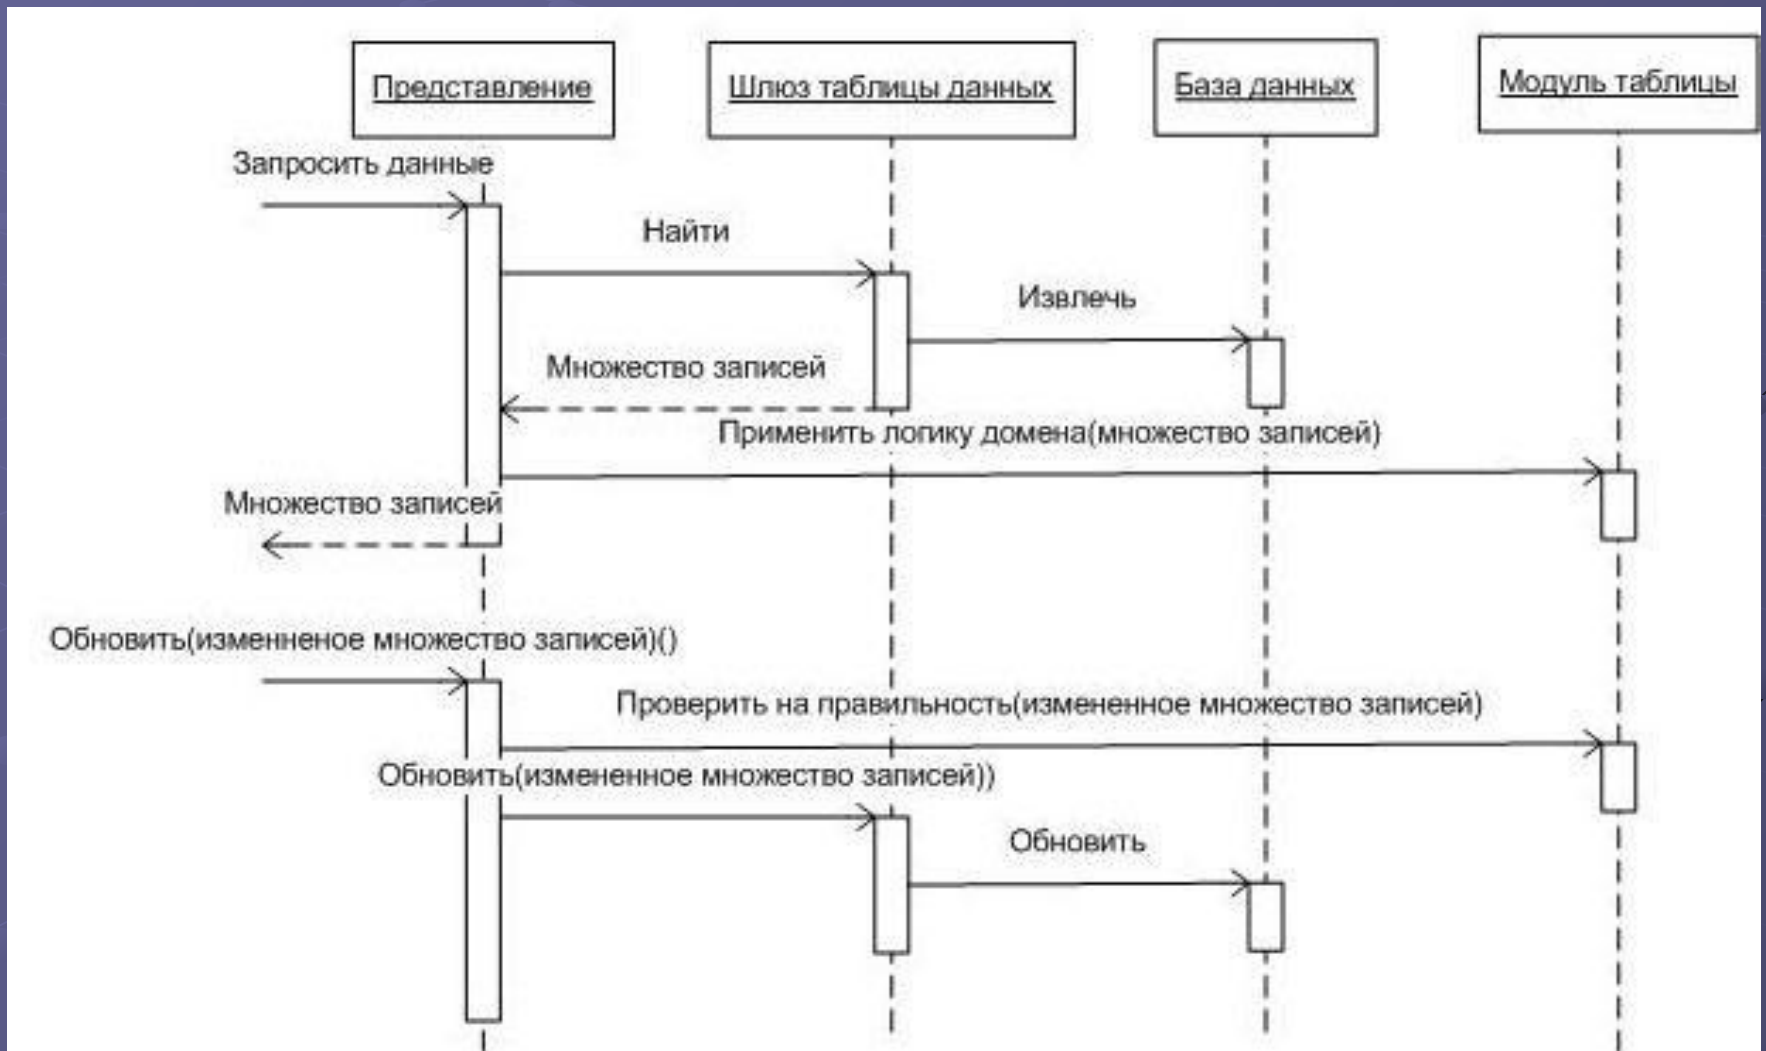 Представление
Шлюз таблицы данных
База данных
Модуль таблицы
Запросить данные
Найти
Извлечь
Множество записей
Применить логику домена(множество записей)
Множество записей
Обновить(изменненое множество записей)()
Проверить на правильность(измененное множество записей)
Обновить(измененное множество записей))
Обновить